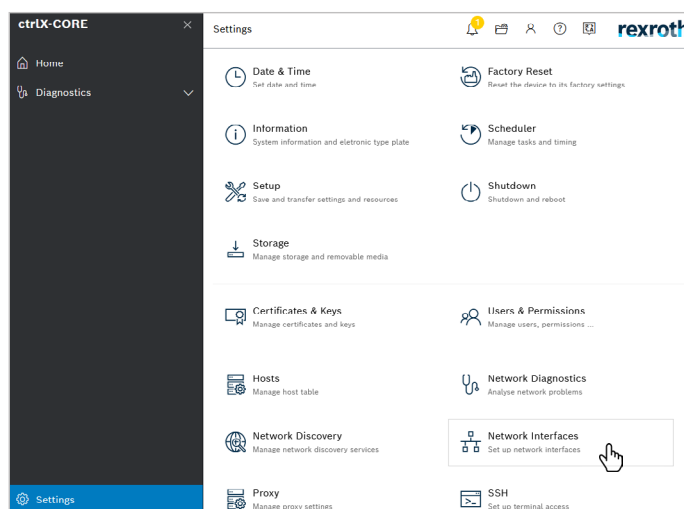 ctrlX-CORE
Settings
1
rexroth
Home
Diagnostics
Date & Time
Set date and time
Factory Reset
Reset the device to its factory settings
Information
System information and eletronic type plate
Scheduler
Manage tasks and timing
Setup
Save and transfer settings and resources
Shutdown
Shutdown and reboot
Storage
Manage storage and removable media
Certificates & Keys
Manage certificates and keys
Users & Permissions
Manage users, permissions ...
Hosts
Manage host table
Network Diagnostics
Analyse network problems
Network Discovery
Manage network discovery services
Network Interfaces
Set up network interfaces
Proxy
Manage proxy settings
SSH
Set up terminal access
Settings